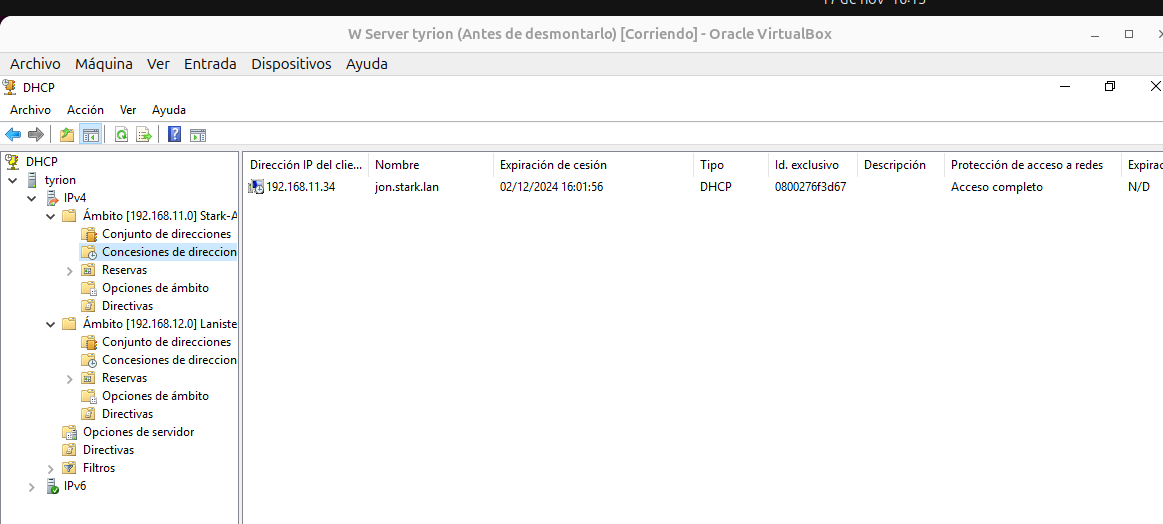 17 de nov 16:15
W Server tyrion (Antes de desmontarlo) [Corriendo] - Oracle VirtualBox
Archivo Máquina Ver Entrada Dispositivos Ayuda
DHCP
Archivo Acción Ver Ayuda
DHCP
tyrion
IPv4
Ámbito [192.168.11.0] Stark-A
Conjunto de direcciones
Concesiones de direccion
Reservas
Opciones de ámbito
Directivas
Ámbito [192.168.12.0] Laniste
Conjunto de direcciones
Concesiones de direccion
Reservas
Opciones de ámbito
Directivas
Opciones de servidor
Directivas
Filtros
IPv6
Dirección IP del clie... Nombre Expiración de cesión Tipo Id. exclusivo Descripción Protección de acceso a redes Expirac
192.168.11.34 jon.stark.lan 02/12/2024 16:01:56 DHCP 0800276f3d67 Acceso completo N/D